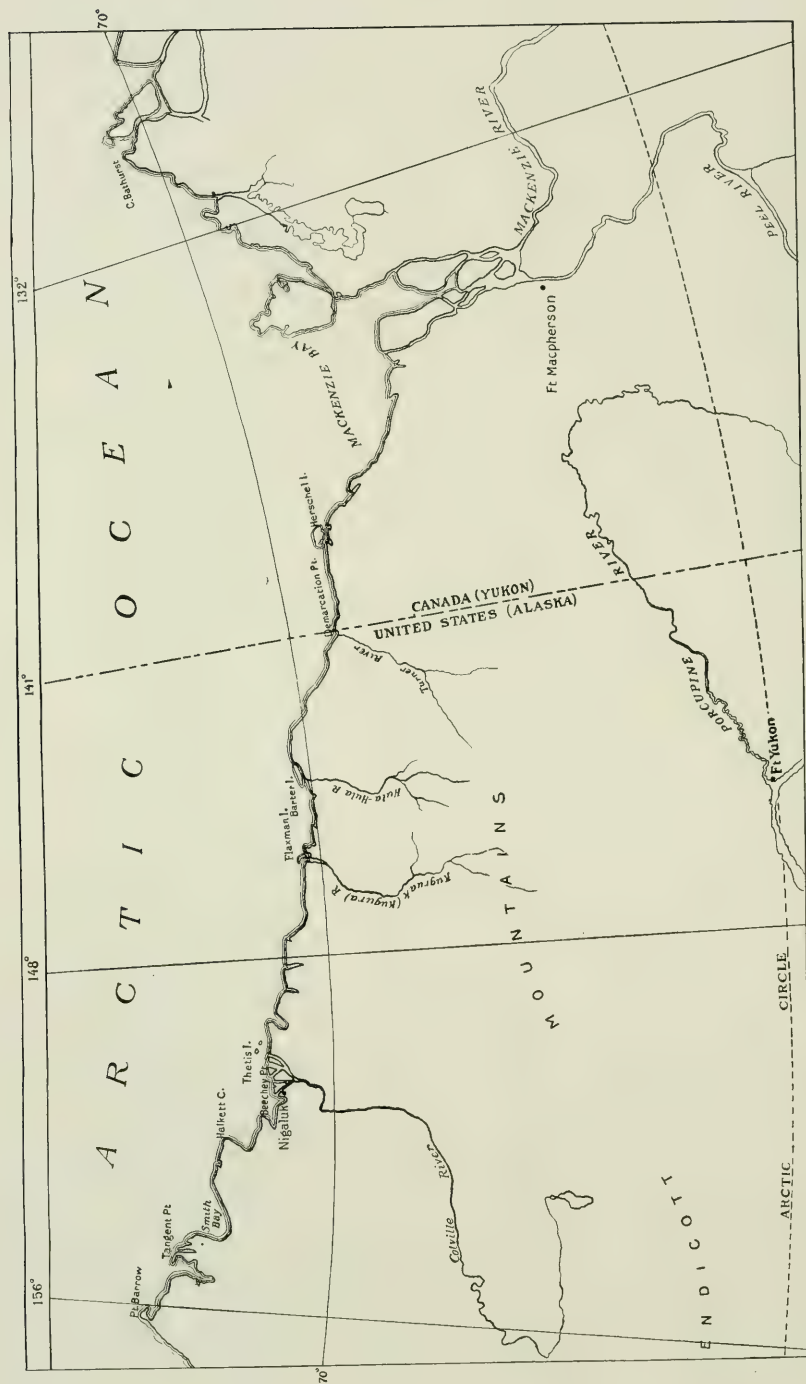 156°
148°
141°
132°
70°
70°
ARCTIC OCEAN
Pt. Barrow
Tangent Pt
Smith Bay
Halkett C.
Thetis I.
Beechey Pt.
Nigaluk
Flaxman I.
Barter I.
Demarcation Pt.
Herschel I.
MACKENZIE BAY
C. Bathurst
Colville River
Kugruak (Kugura) R
Hula-Hula R
Turner River
CANADA (YUKON)
UNITED STATES (ALASKA)
MACKENZIE RIVER
PEEL RIVER
Ft Macpherson
PORCUPINE RIVER
Ft Yukon
ENDICOTT MOUNTAINS
ARCTIC CIRCLE